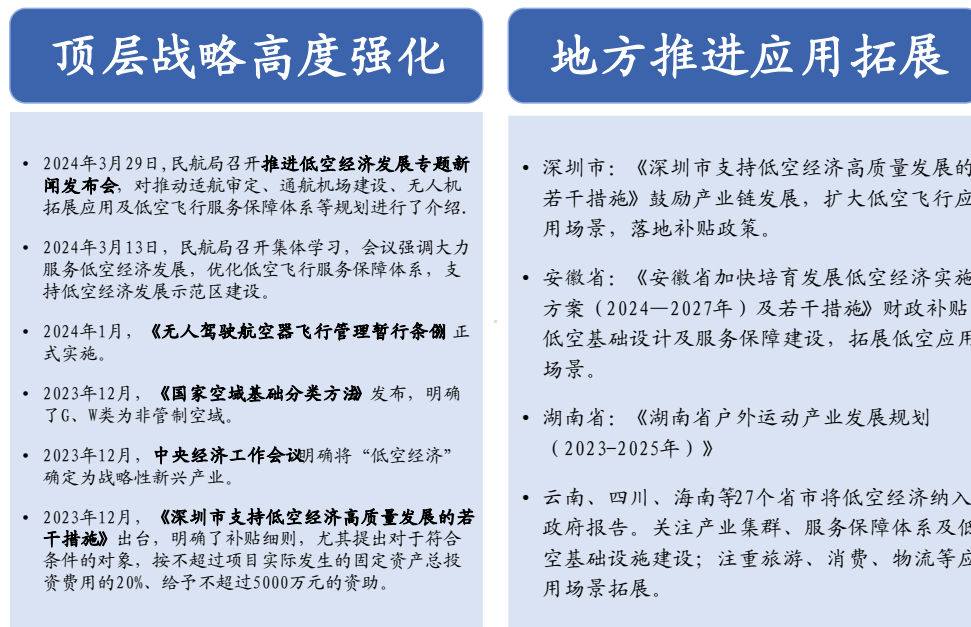 顶层战略高度强化
• 2024年3月29日,民航局召开推进低空经济发展专题新
闻发布会，对推动适航审定、通航机场建设、无人机
拓展应用及低空飞行服务保障体系等规划进行了介绍.
• 2024年3月13日，民航局召开集体学习，会议强调大力
服务低空经济发展，优化低空飞行服务保障体系，支
持低空经济发展示范区建设。
• 2024年1月，《无人驾驶航空器飞行管理暂行条例》正
式实施。
• 2023年12月，《国家空域基础分类方法》发布，明确
了G、W类为非管制空域。
• 2023年12月，中央经济工作会议明确将“低空经济”
确定为战略性新兴产业。
• 2023年12月，《深圳市支持低空经济高质量发展的若
干措施》出台，明确了补贴细则，尤其提出对于符合
条件的对象，按不超过项目实际发生的固定资产总投
资费用的20%、给予不超过5000万元的资助。
地方推进应用拓展
• 深圳市：《深圳市支持低空经济高质量发展的
若干措施》鼓励产业链发展，扩大低空飞行应
用场景，落地补贴政策。
• 安徽省：《安徽省加快培育发展低空经济实施
方案（2024—2027年）及若干措施》财政补贴
低空基础设计及服务保障建设，拓展低空应用
场景。
• 湖南省：《湖南省户外运动产业发展规划
（2023-2025年）》
• 云南、四川、海南等27个省市将低空经济纳入
政府报告。关注产业集群、服务保障体系及低
空基础设施建设；注重旅游、消费、物流等应
用场景拓展。